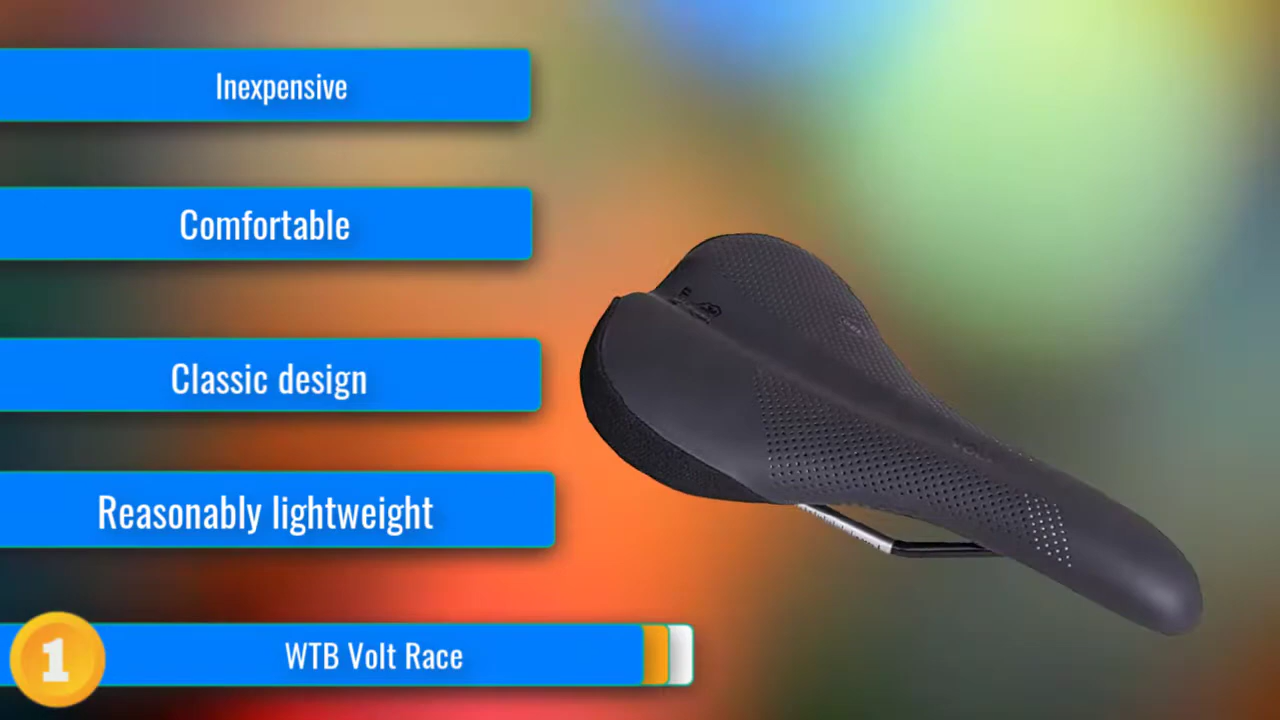 Inexpensive
Comfortable
Classic design
Reasonably lightweight
1
WTB Volt Race